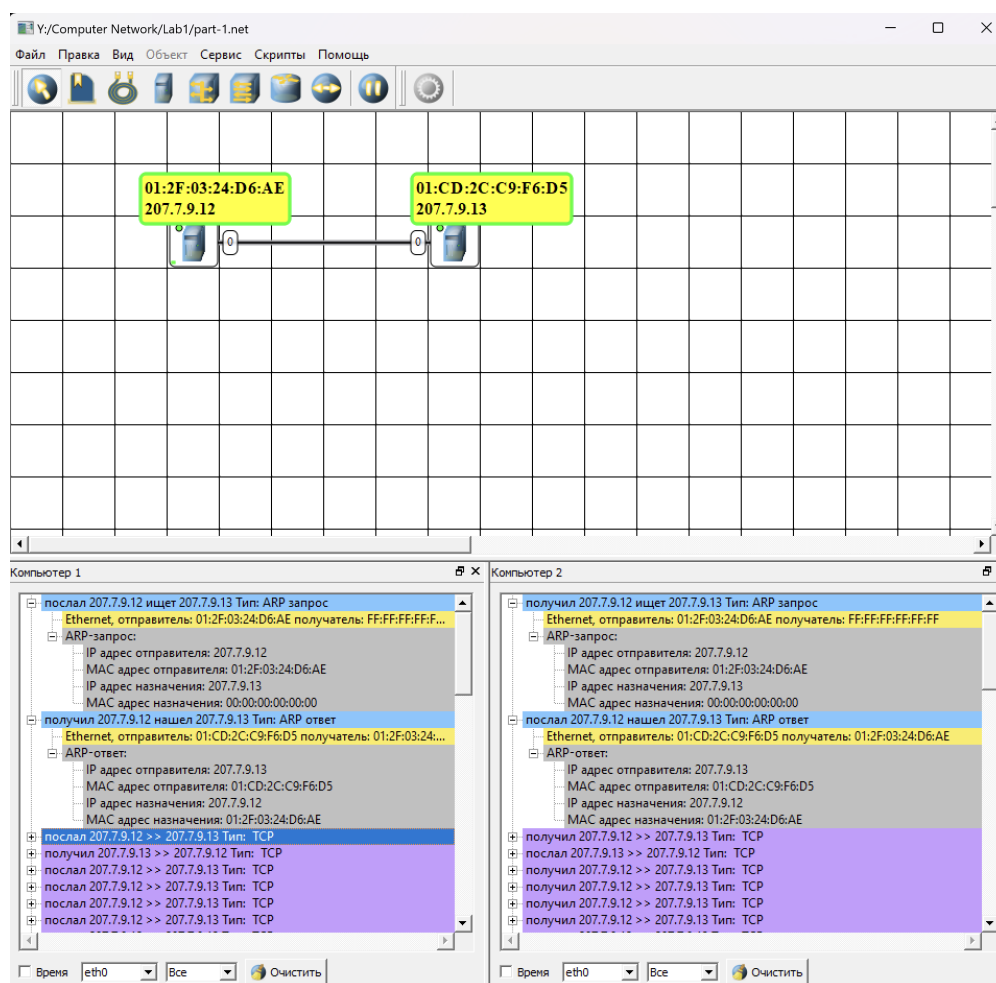 Y:/Computer Network/Lab1/part-1.net
Файл Правка Вид Объект Сервис Скрипты Помощь
01:2F:03:24:D6:AE
207.7.9.12
01:CD:2C:C9:F6:D5
207.7.9.13
0
0
Компьютер 1
послал 207.7.9.12 ищет 207.7.9.13 Тип: ARP запрос
Ethernet, отправитель: 01:2F:03:24:D6:AE получатель: FF:FF:FF:FF:F...
ARP-запрос:
IP адрес отправителя: 207.7.9.12
MAC адрес отправителя: 01:2F:03:24:D6:AE
IP адрес назначения: 207.7.9.13
MAC адрес назначения: 00:00:00:00:00:00
получил 207.7.9.12 нашел 207.7.9.13 Тип: ARP ответ
Ethernet, отправитель: 01:CD:2C:C9:F6:D5 получатель: 01:2F:03:24:...
ARP-ответ:
IP адрес отправителя: 207.7.9.13
MAC адрес отправителя: 01:CD:2C:C9:F6:D5
IP адрес назначения: 207.7.9.12
MAC адрес назначения: 01:2F:03:24:D6:AE
послал 207.7.9.12 >> 207.7.9.13 Тип: TCP
получил 207.7.9.13 >> 207.7.9.12 Тип: TCP
послал 207.7.9.12 >> 207.7.9.13 Тип: TCP
послал 207.7.9.12 >> 207.7.9.13 Тип: TCP
послал 207.7.9.12 >> 207.7.9.13 Тип: TCP
послал 207.7.9.12 >> 207.7.9.13 Тип: TCP
Время eth0 Все Очистить
Компьютер 2
получил 207.7.9.12 ищет 207.7.9.13 Тип: ARP запрос
Ethernet, отправитель: 01:2F:03:24:D6:AE получатель: FF:FF:FF:FF:FF:FF
ARP-запрос:
IP адрес отправителя: 207.7.9.12
MAC адрес отправителя: 01:2F:03:24:D6:AE
IP адрес назначения: 207.7.9.13
MAC адрес назначения: 00:00:00:00:00:00
послал 207.7.9.12 нашел 207.7.9.13 Тип: ARP ответ
Ethernet, отправитель: 01:CD:2C:C9:F6:D5 получатель: 01:2F:03:24:D6:AE
ARP-ответ:
IP адрес отправителя: 207.7.9.13
MAC адрес отправителя: 01:CD:2C:C9:F6:D5
IP адрес назначения: 207.7.9.12
MAC адрес назначения: 01:2F:03:24:D6:AE
получил 207.7.9.12 >> 207.7.9.13 Тип: TCP
послал 207.7.9.13 >> 207.7.9.12 Тип: TCP
получил 207.7.9.12 >> 207.7.9.13 Тип: TCP
получил 207.7.9.12 >> 207.7.9.13 Тип: TCP
получил 207.7.9.12 >> 207.7.9.13 Тип: TCP
получил 207.7.9.12 >> 207.7.9.13 Тип: TCP
Время eth0 Все Очистить